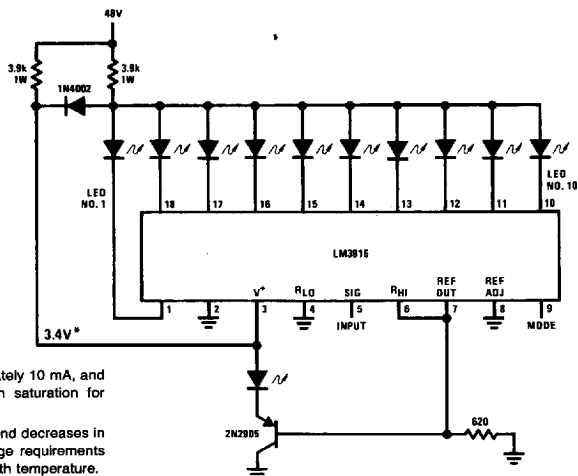 48V
3.9k
1W
1N4002
3.9k
1W
LED
NO. 1
LED
NO. 10
18
17
16
15
14
13
12
11
10
LM3915
V+
RLO
SIG
RHI
REF
OUT
REF
ADJ
1
2
3
4
5
6
7
8
9
INPUT
MODE
3.4V*
2N2905
620
ately 10 mA, and
n saturation for
nd decreases in
ge requirements
th temperature.